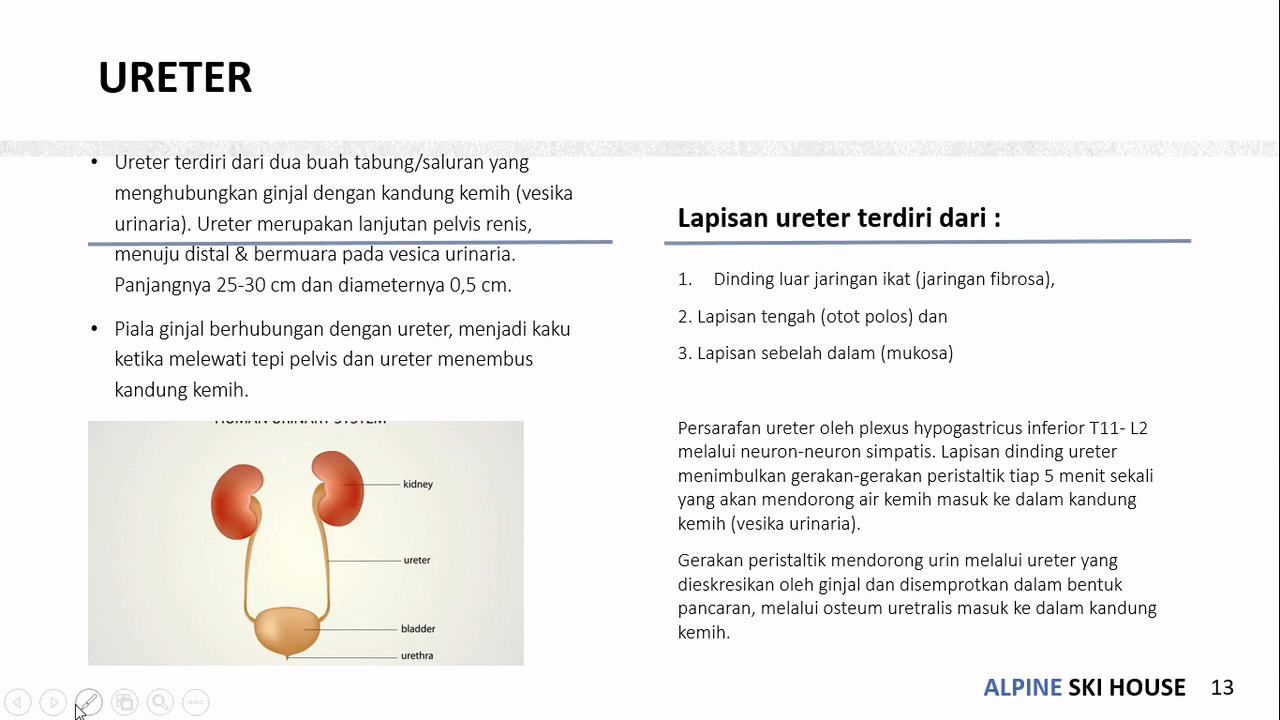 URETER
• Ureter terdiri dari dua buah tabung/saluran yang
menghubungkan ginjal dengan kandung kemih (vesika
urinaria). Ureter merupakan lanjutan pelvis renis,
menuju distal & bermuara pada vesica urinaria.
Panjangnya 25-30 cm dan diameternya 0,5 cm.
• Piala ginjal berhubungan dengan ureter, menjadi kaku
ketika melewati tepi pelvis dan ureter menembus
kandung kemih.
HUMAN URINARY SYSTEM
kidney
ureter
bladder
urethra
Lapisan ureter terdiri dari :
1. Dinding luar jaringan ikat (jaringan fibrosa),
2. Lapisan tengah (otot polos) dan
3. Lapisan sebelah dalam (mukosa)
Persarafan ureter oleh plexus hypogastricus inferior T11- L2
melalui neuron-neuron simpatis. Lapisan dinding ureter
menimbulkan gerakan-gerakan peristaltik tiap 5 menit sekali
yang akan mendorong air kemih masuk ke dalam kandung
kemih (vesika urinaria).
Gerakan peristaltik mendorong urin melalui ureter yang
dieskresikan oleh ginjal dan disemprotkan dalam bentuk
pancaran, melalui osteum uretralis masuk ke dalam kandung
kemih.
ALPINE SKI HOUSE 13